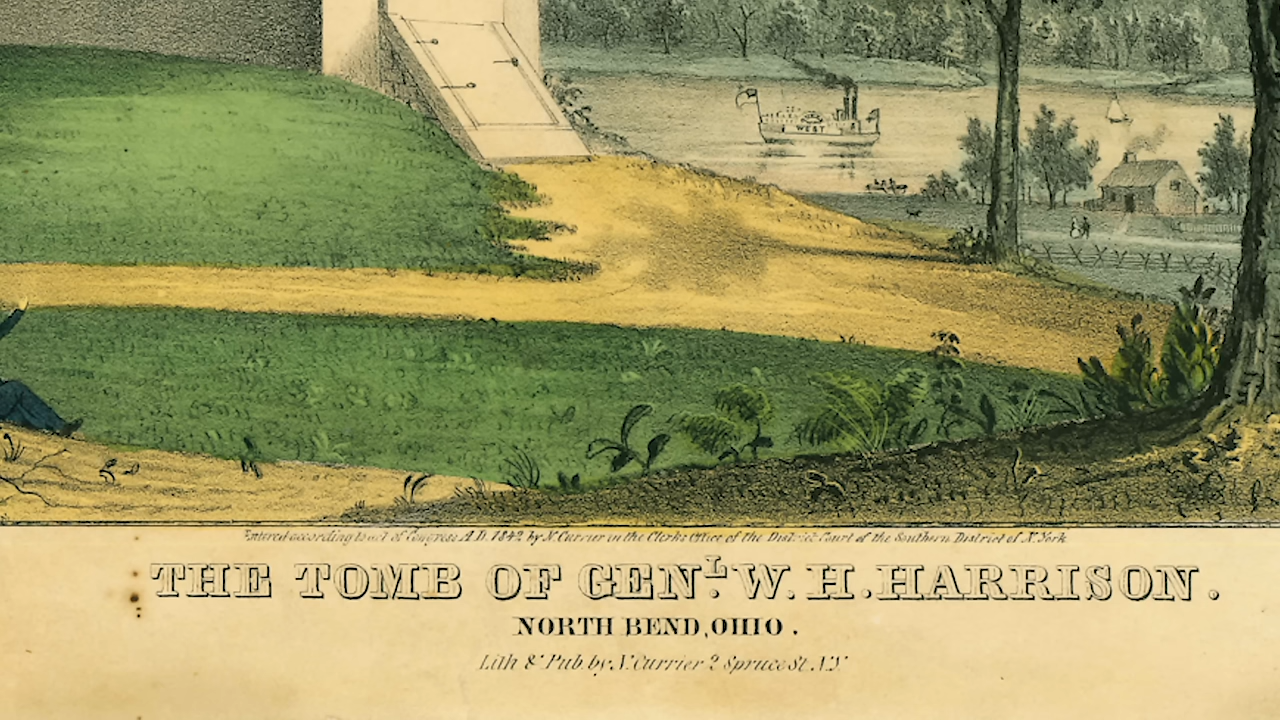 WEST
Entered according to act of Congress A.D. 1842 by N. Currier in the Clerks Office of the District Court of the Southern District of N. York
THE TOMB OF GENL. W. H. HARRISON.
NORTH BEND, OHIO.
Lith & Pub. by N. Currier 2 Spruce St. N.Y